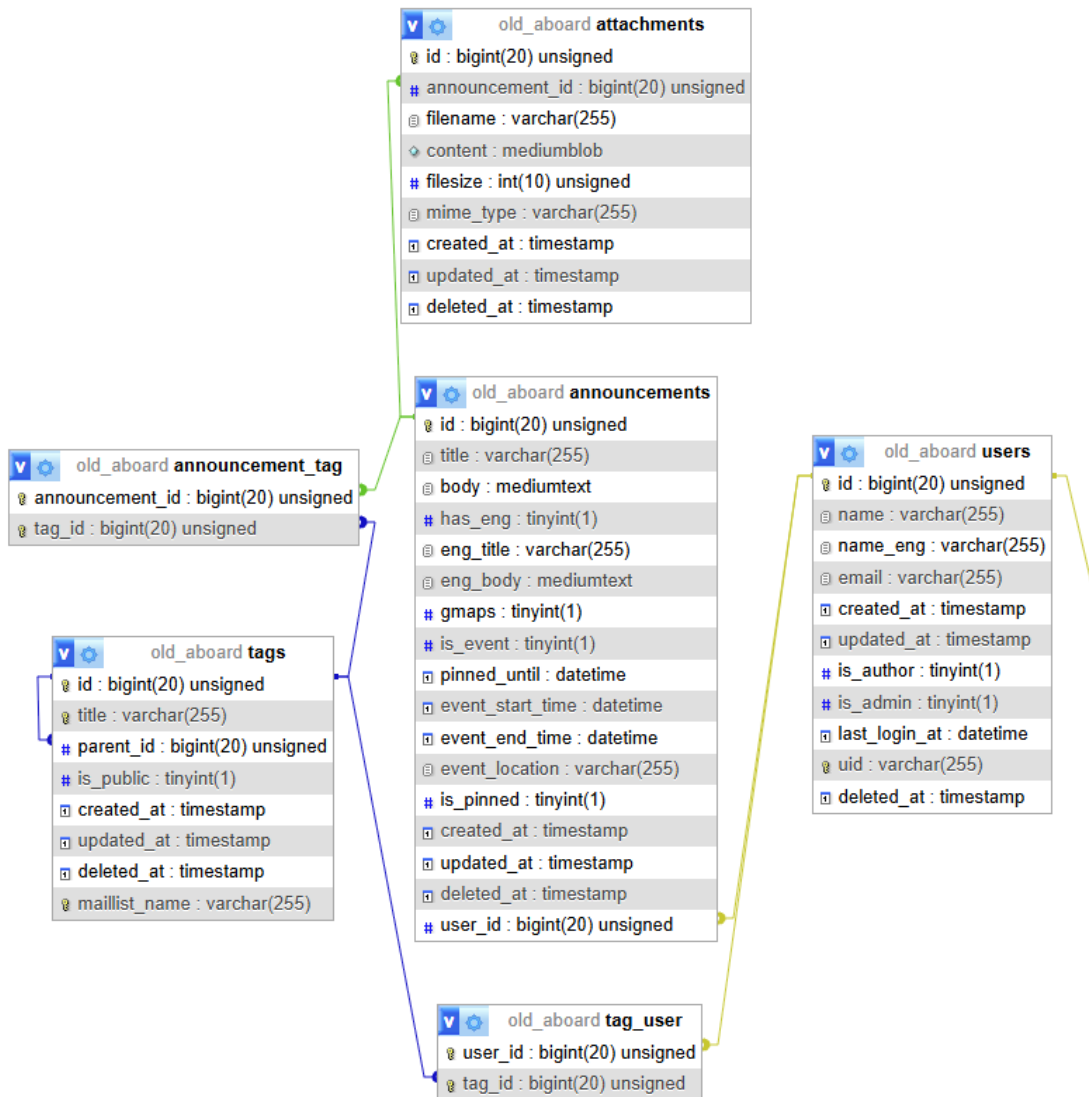 old_aboard attachments
id : bigint(20) unsigned
announcement_id : bigint(20) unsigned
filename : varchar(255)
content : mediumblob
filesize : int(10) unsigned
mime_type : varchar(255)
created_at : timestamp
updated_at : timestamp
deleted_at : timestamp
old_aboard announcements
id : bigint(20) unsigned
title : varchar(255)
body : mediumtext
has_eng : tinyint(1)
eng_title : varchar(255)
eng_body : mediumtext
gmaps : tinyint(1)
is_event : tinyint(1)
pinned_until : datetime
event_start_time : datetime
event_end_time : datetime
event_location : varchar(255)
is_pinned : tinyint(1)
created_at : timestamp
updated_at : timestamp
deleted_at : timestamp
user_id : bigint(20) unsigned
old_aboard announcement_tag
announcement_id : bigint(20) unsigned
tag_id : bigint(20) unsigned
old_aboard users
id : bigint(20) unsigned
name : varchar(255)
name_eng : varchar(255)
email : varchar(255)
created_at : timestamp
updated_at : timestamp
is_author : tinyint(1)
is_admin : tinyint(1)
last_login_at : datetime
uid : varchar(255)
deleted_at : timestamp
old_aboard tags
id : bigint(20) unsigned
title : varchar(255)
parent_id : bigint(20) unsigned
is_public : tinyint(1)
created_at : timestamp
updated_at : timestamp
deleted_at : timestamp
maillist_name : varchar(255)
old_aboard tag_user
user_id : bigint(20) unsigned
tag_id : bigint(20) unsigned